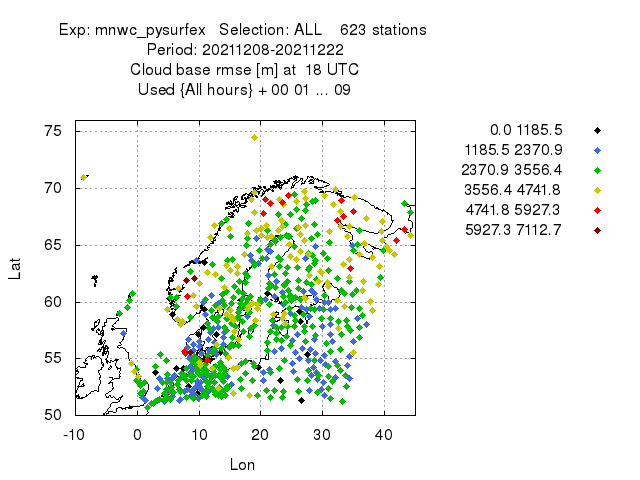 Exp: mnwc_pysurfex   Selection: ALL    623 stations
Period: 20211208-20211222
Cloud base rmse [m] at  18 UTC
Used {All hours} + 00 01 ... 09
0.0 1185.5
1185.5 2370.9
2370.9 3556.4
3556.4 4741.8
4741.8 5927.3
5927.3 7112.7
75
70
65
60
55
50
Lat
-10 0 10 20 30 40
Lon